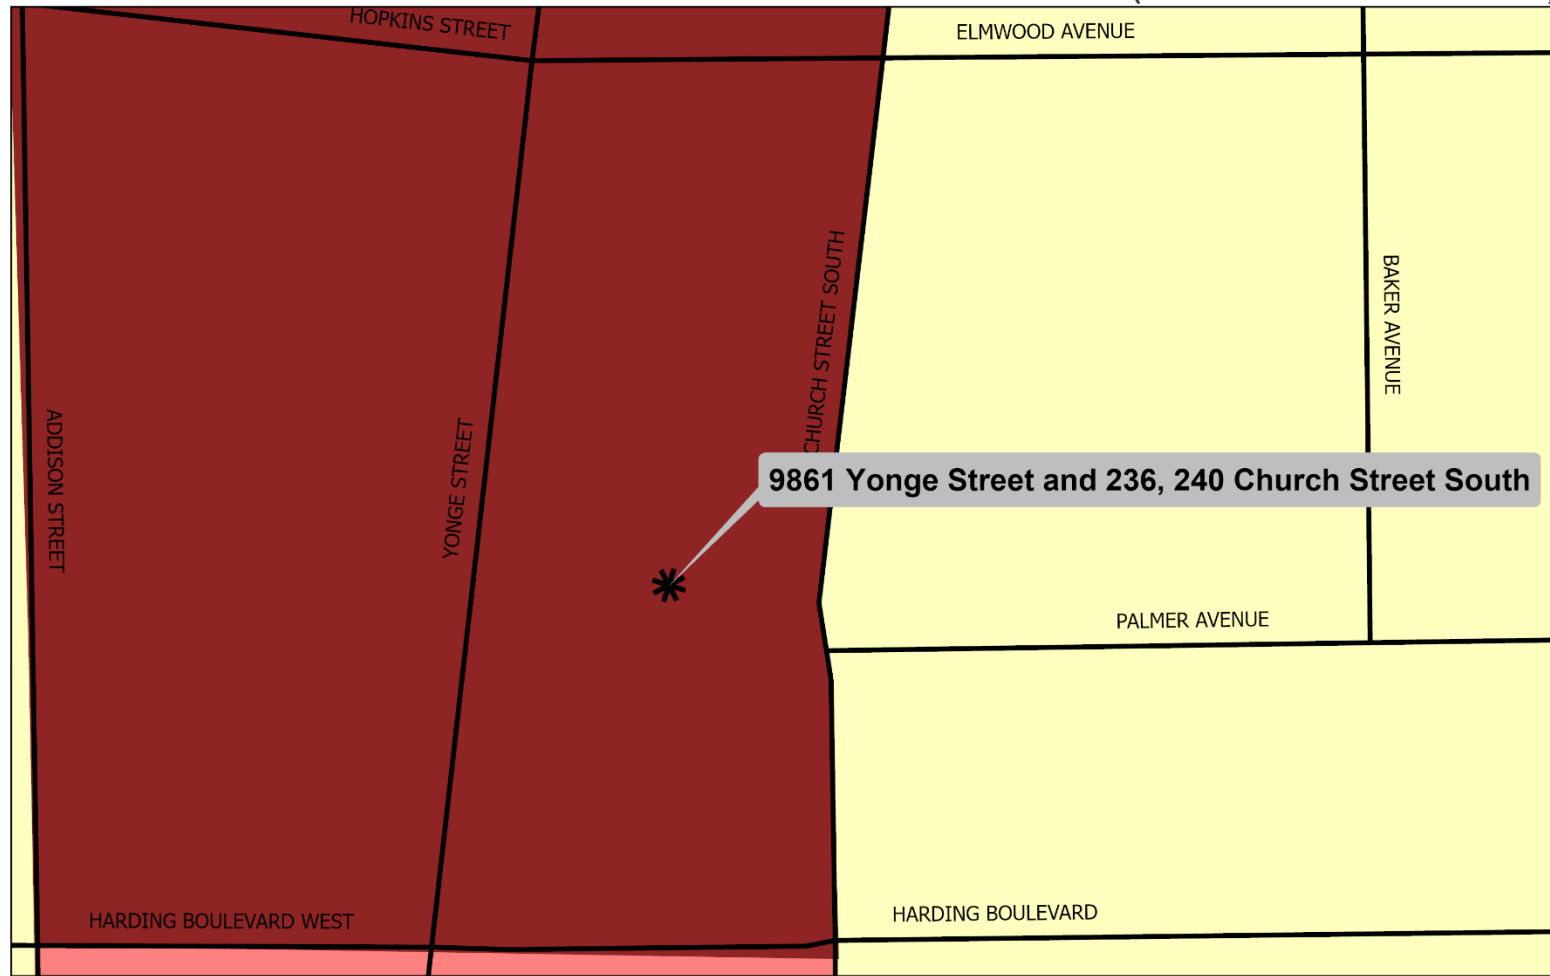 HOPKINS STREET
ELMWOOD AVENUE
CHURCH STREET SOUTH
BAKER AVENUE
ADDISON STREET
YONGE STREET
9861 Yonge Street and 236, 240 Church Street South
PALMER AVENUE
HARDING BOULEVARD WEST
HARDING BOULEVARD